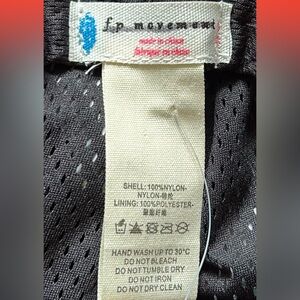 f.p movement
made in china
fabriqué en chine
SHELL: 100%NYLON-
NYLON-锦纶
LINING: 100%POLYESTER-
聚酯纤维
HAND WASH UP TO 30°C
DO NOT BLEACH
DO NOT TUMBLE DRY
DO NOT IRON
DO NOT DRY CLEAN